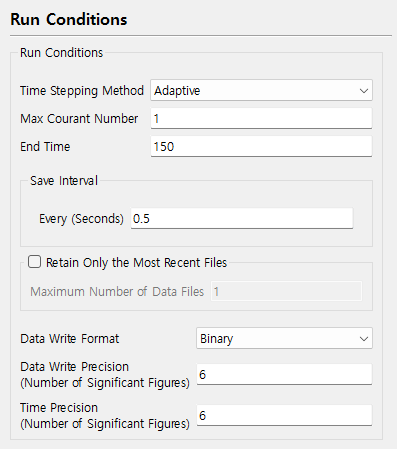 Run Conditions
Run Conditions
Time Stepping Method Adaptive
Max Courant Number 1
End Time 150
Save Interval
Every (Seconds) 0.5
Retain Only the Most Recent Files
Maximum Number of Data Files 1
Data Write Format Binary
Data Write Precision
(Number of Significant Figures) 6
Time Precision
(Number of Significant Figures) 6